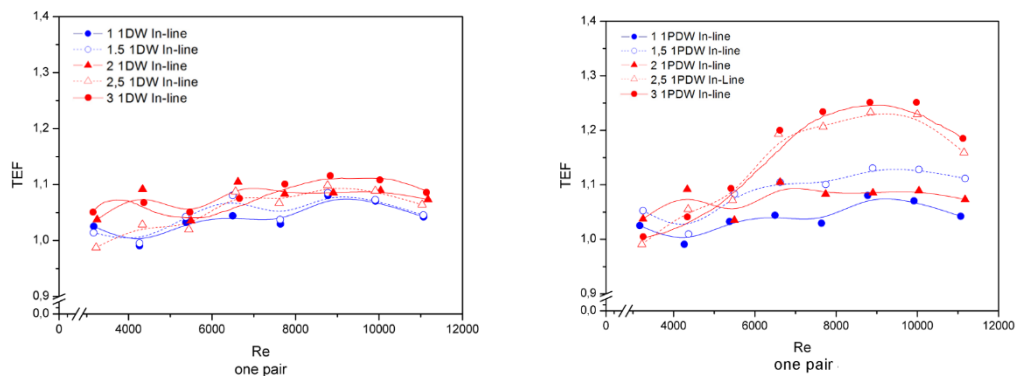 1,4
1,3
1,2
1,1
1,0
0,9
0,0
TEF
1 1DW In-line
1.5 1DW In-line
2 1DW In-line
2,5 1DW In-line
3 1DW In-line
0
4000
6000
8000
10000
12000
Re
one pair
1,4
1,3
1,2
1,1
1,0
0,9
0,0
TEF
1 1PDW In-line
1,5 1PDW In-line
2 1PDW In-line
2,5 1PDW In-Line
3 1PDW In-line
0
4000
6000
8000
10000
12000
Re
one pair